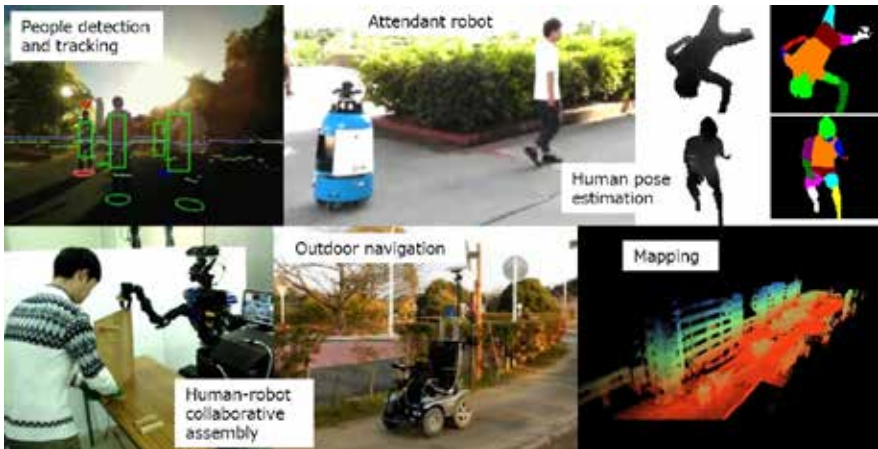 People detection
and tracking
Attendant robot
Human pose
estimation
Human-robot
collaborative
assembly
Outdoor navigation
Mapping